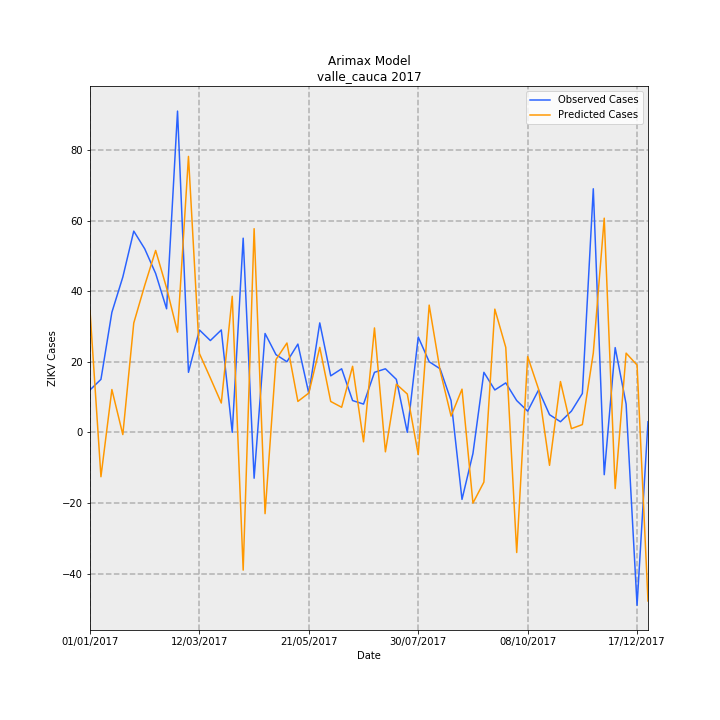 Arimax Model
valle_cauca 2017
Observed Cases
Predicted Cases
ZIKV Cases
80
60
40
20
0
−20
−40
01/01/2017
12/03/2017
21/05/2017
30/07/2017
08/10/2017
17/12/2017
Date